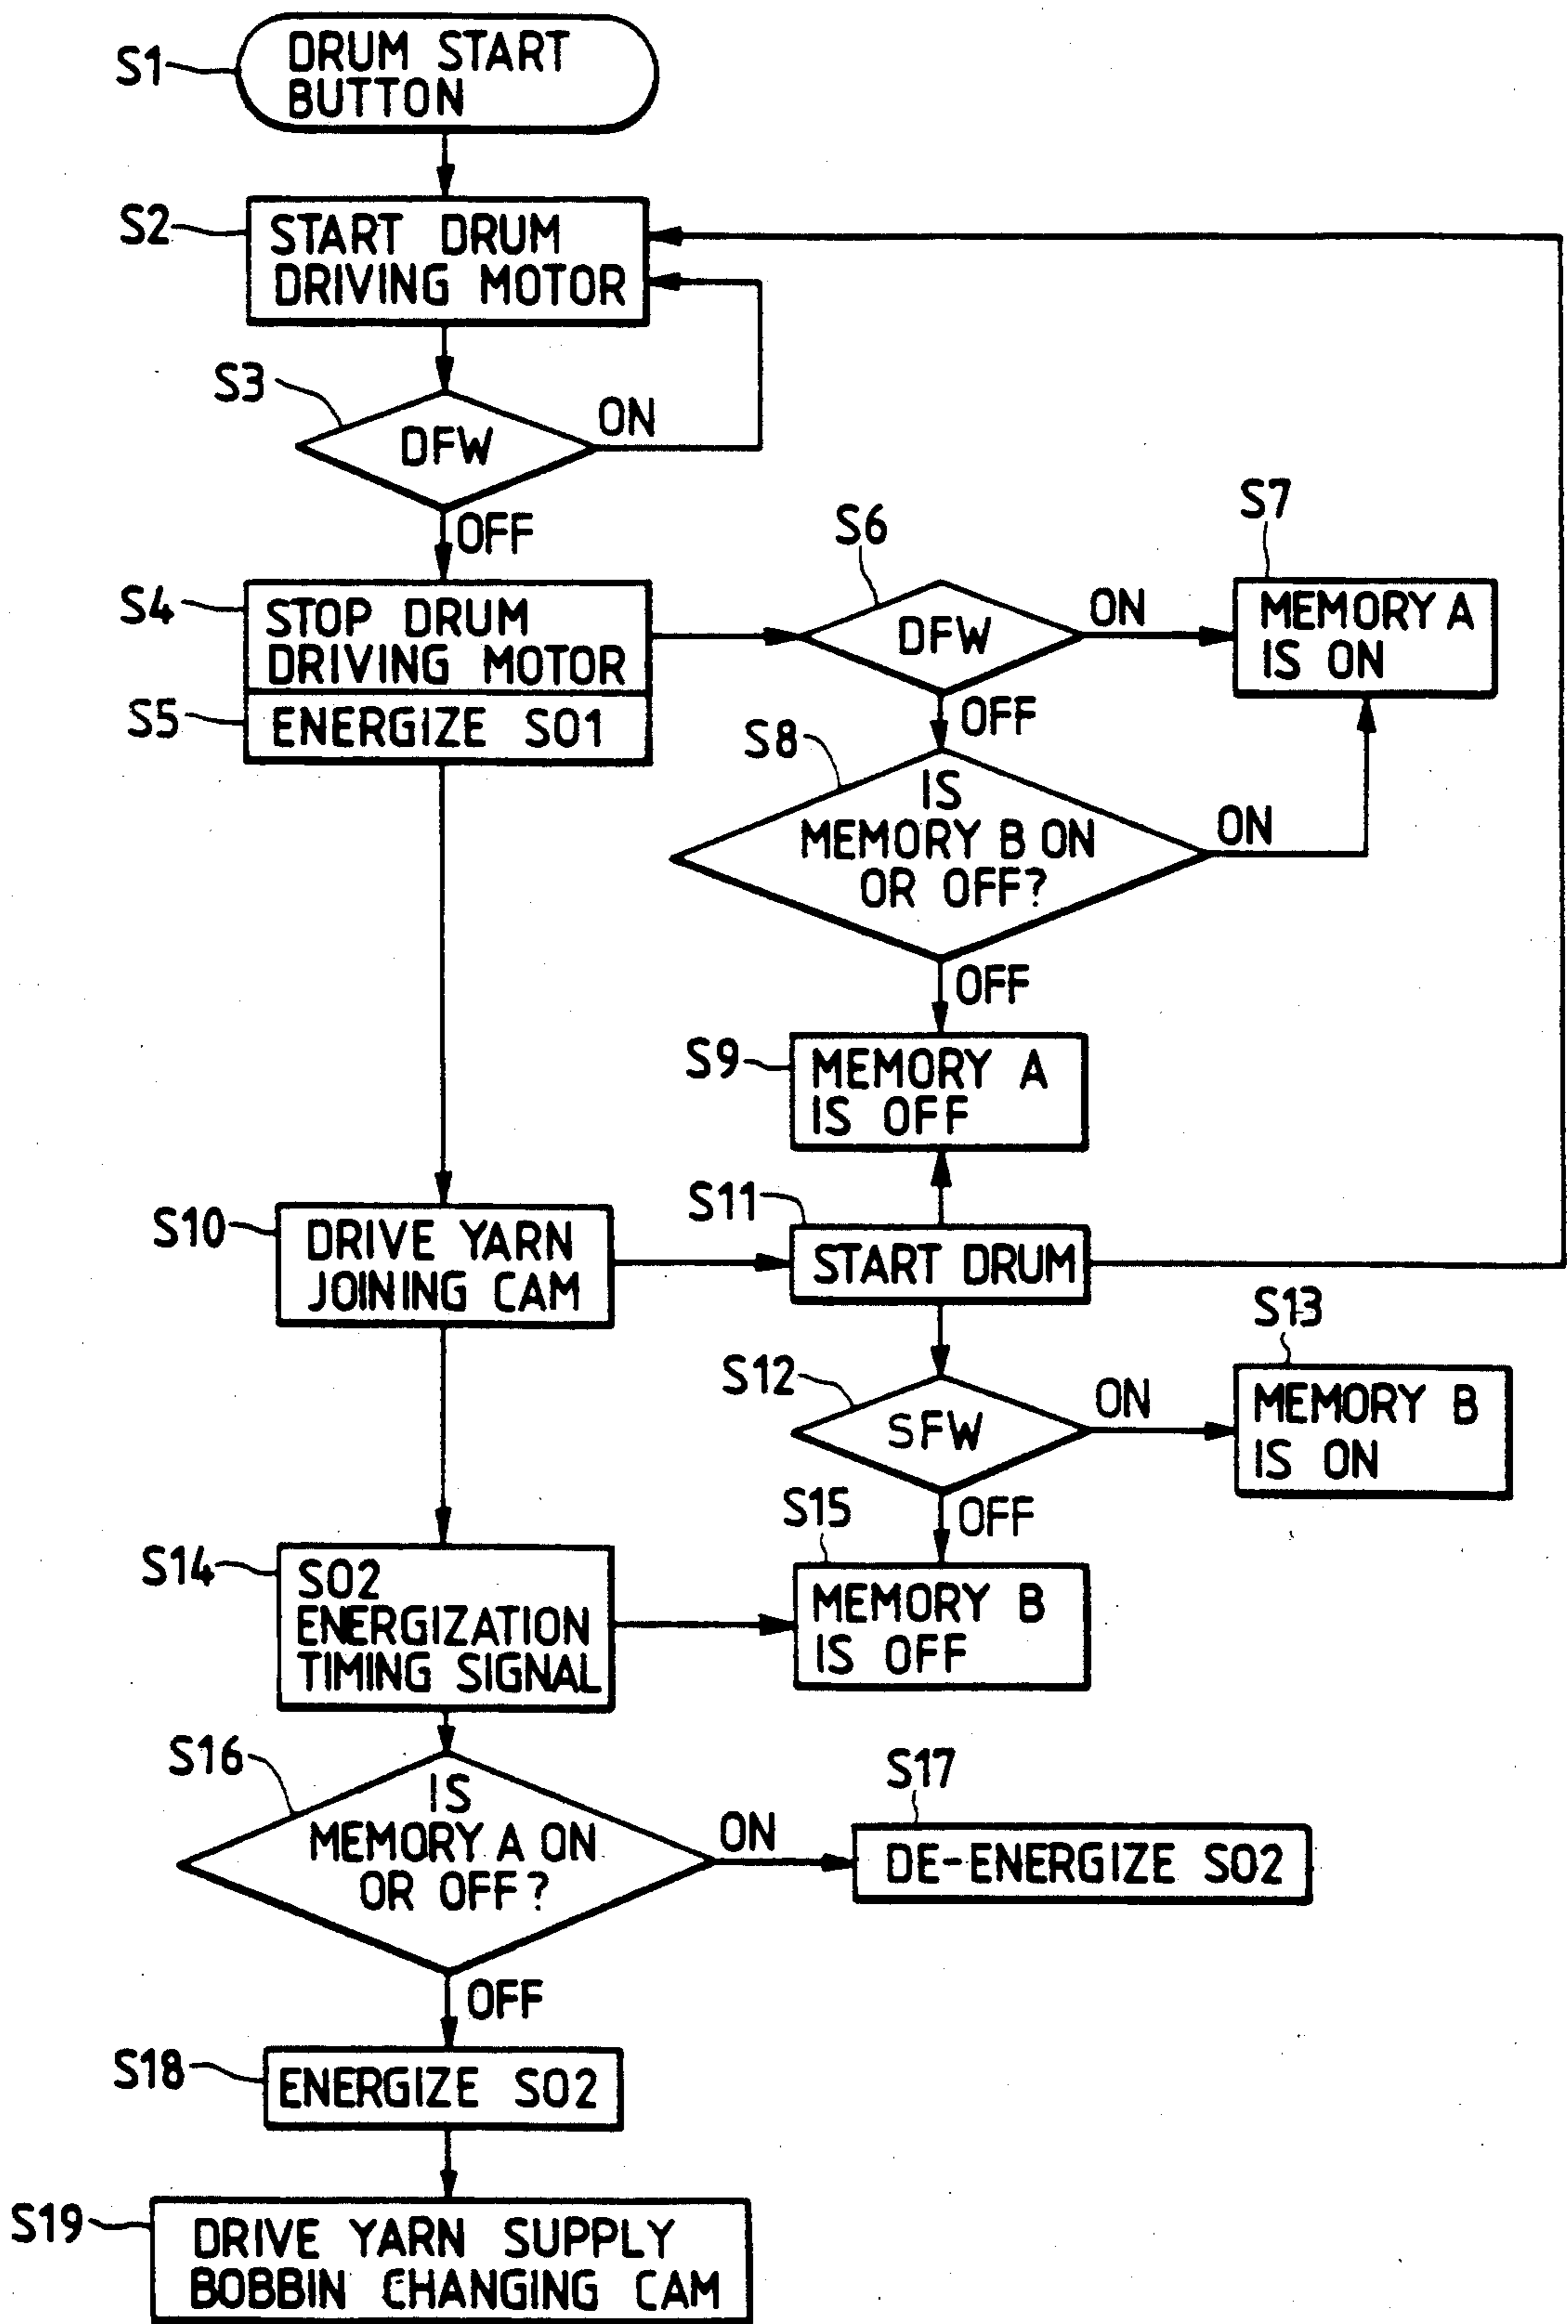 S1
DRUM START
BUTTON
S2
START DRUM
DRIVING MOTOR
S3
DFW
ON
OFF
S4
STOP DRUM
DRIVING MOTOR
S5
ENERGIZE SO1
S6
DFW
ON
OFF
S7
MEMORY A
IS ON
S8
IS
MEMORY B ON
OR OFF?
ON
OFF
S9
MEMORY A
IS OFF
S10
DRIVE YARN
JOINING CAM
S11
START DRUM
S12
SFW
ON
OFF
S13
MEMORY B
IS ON
S14
SO2
ENERGIZATION
TIMING SIGNAL
S15
MEMORY B
IS OFF
S16
IS
MEMORY A ON
OR OFF?
ON
OFF
S17
DE-ENERGIZE SO2
S18
ENERGIZE SO2
S19
DRIVE YARN SUPPLY
BOBBIN CHANGING CAM